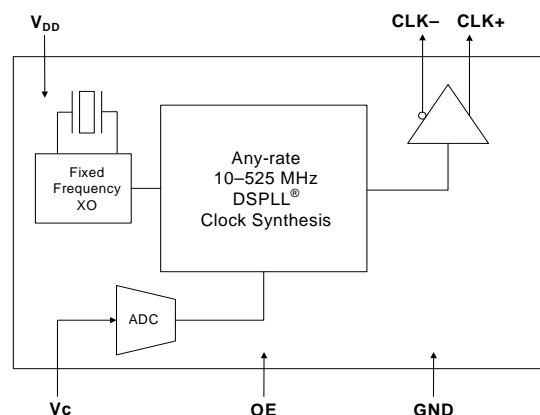 VDD
CLK– CLK+
Fixed
Frequency
XO
Any-rate
10–525 MHz
DSPLL®
Clock Synthesis
ADC
Vc OE GND